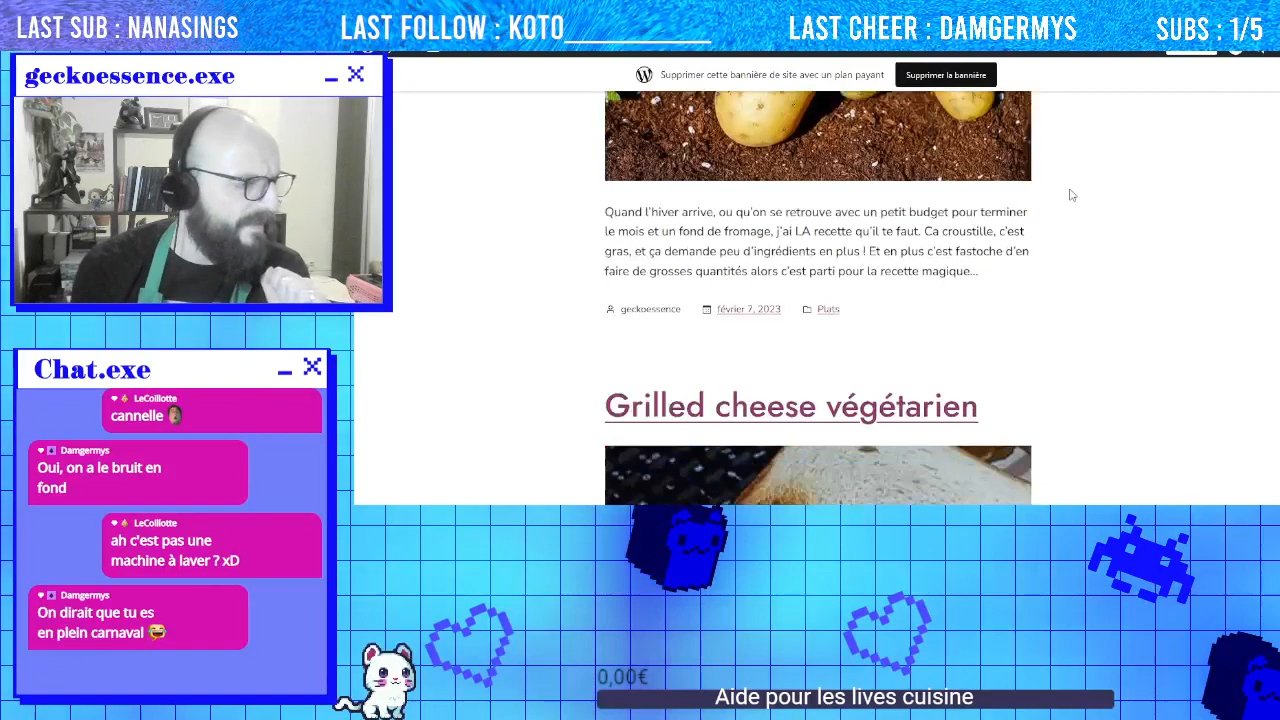 LAST SUB : NANASINGS
LAST FOLLOW : KOTO__________
LAST CHEER : DAMGERMYS
SUBS : 1/5
geckoessence.exe
Supprimer cette bannière de site avec un plan payant
Supprimer la bannière
Quand l'hiver arrive, ou qu'on se retrouve avec un petit budget pour terminer
le mois et un fond de fromage, j'ai LA recette qu'il te faut. Ca croustille, c'est
gras, et ça demande peu d'ingrédients en plus ! Et en plus c'est fastoche d'en
faire de grosses quantités alors c'est parti pour la recette magique…
geckoessence
février 7, 2023
Plats
Grilled cheese végétarien
Chat.exe
LeCoillotte
cannelle
Damgermys
Oui, on a le bruit en
fond
LeCoillotte
ah c'est pas une
machine à laver ? xD
Damgermys
On dirait que tu es
en plein carnaval 😂
0,00€
Aide pour les lives cuisine